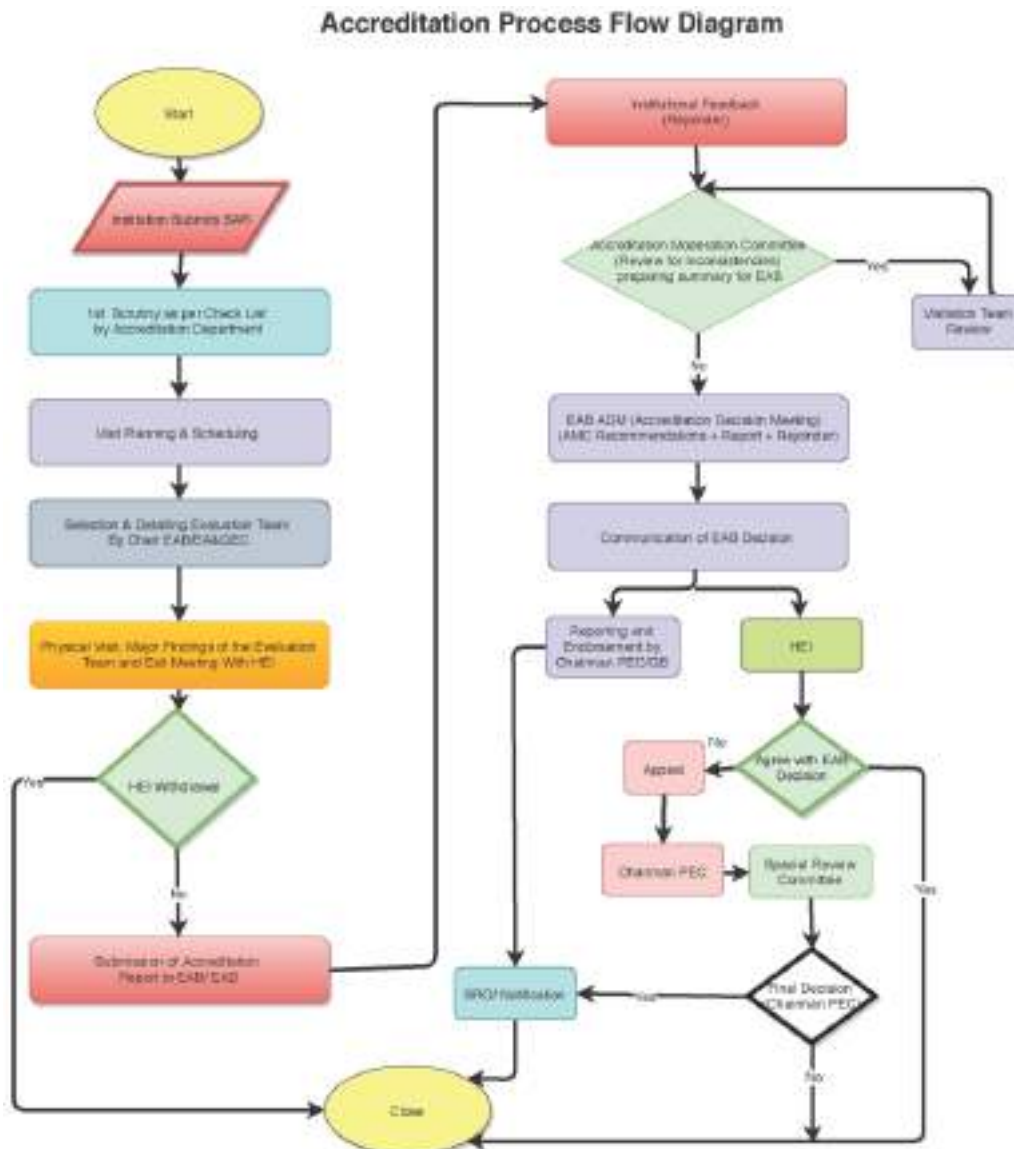 Accreditation Process Flow Diagram
Start
Institution Submits SAR
1st Scrutiny as per Check List
by Accreditation Department
Visit Planning & Scheduling
Selection & Detailing Evaluation Team
By Chair EAB/EA&QEC
Physical Visit, Major Findings of the Evaluation
Team and Exit Meeting With HEI
HEI Withdrawal
Yes
No
Submission of Accreditation
Report to EAB/
Institutional Feedback
(Rejoinder)
Accreditation Moderation Committee
(Review for Inconsistencies)
preparing summary for EAB
Yes
Visitation Team
Review
No
EAB ADM (Accreditation Decision Meeting)
(AMC Recommendations + Report + Rejoinder)
Communication of EAB Decision
Reporting and
Endorsement by
Chairman PEC/GB
HEI
Agree with EAB
Decision
No
Appeal
Chairman PEC
Special Review
Committee
Yes
Final Decision
(Chairman PEC)
Yes
SRO/ Notification
No
Close